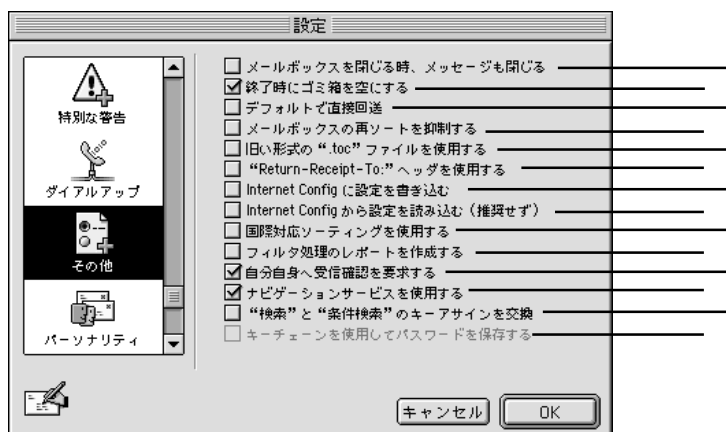 設定
特別な警告
ダイアルアップ
その他
パーソナリティ
メールボックスを閉じる時、メッセージも閉じる
終了時にゴミ箱を空にする
デフォルトで直接回送
メールボックスの再ソートを抑制する
旧い形式の“.toc”ファイルを使用する
“Return-Receipt-To:”ヘッダを使用する
Internet Config に設定を書き込む
Internet Config から設定を読み込む（推奨せず）
国際対応ソーティングを使用する
フィルタ処理のレポートを作成する
自分自身へ受信確認を要求する
ナビゲーションサービスを使用する
“検索”と“条件検索”のキーアサインを交換
キーチェーンを使用してパスワードを保存する
キャンセル
OK